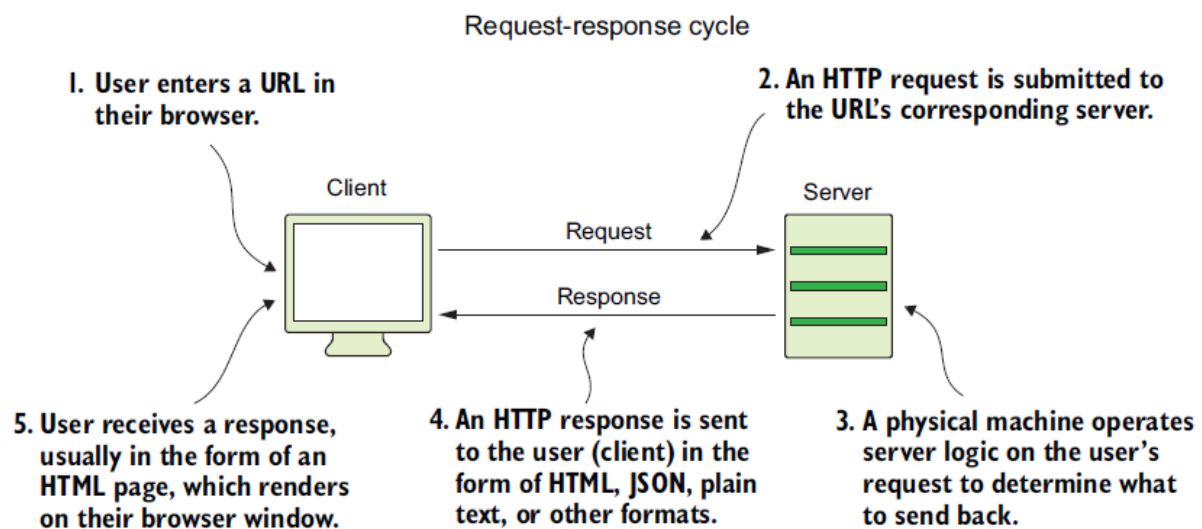 Request-response cycle
1. User enters a URL in
their browser.
2. An HTTP request is submitted to
the URL's corresponding server.
Client
Server
Request
Response
5. User receives a response,
usually in the form of an
HTML page, which renders
on their browser window.
4. An HTTP response is sent
to the user (client) in the
form of HTML, JSON, plain
text, or other formats.
3. A physical machine operates
server logic on the user's
request to determine what
to send back.